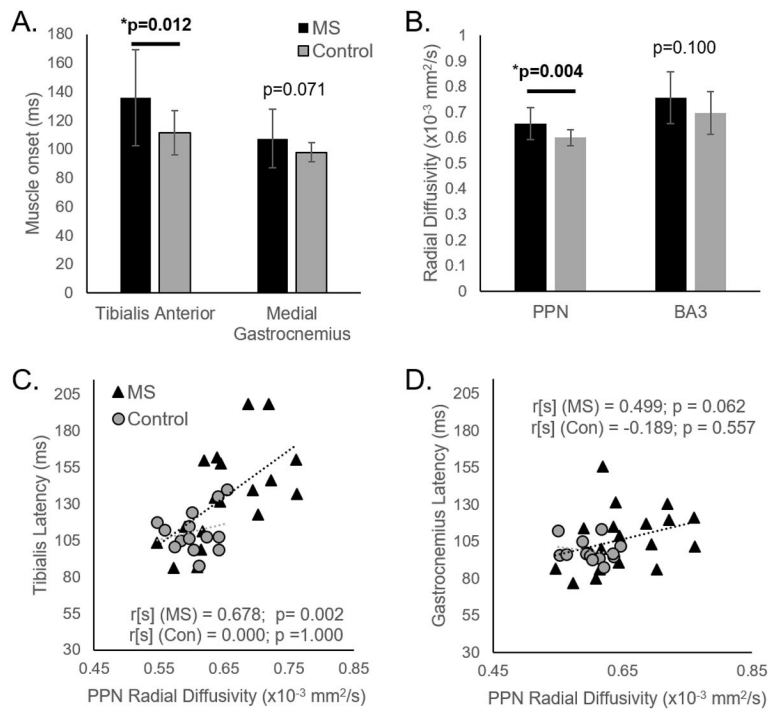 A.
*p=0.012
MS
Control
p=0.071
Muscle onset (ms)
180
160
140
120
100
80
60
40
20
0
Tibialis Anterior
Medial
Gastrocnemius
B.
p=0.100
*p=0.004
Radial Diffusivity (x10-3 mm2/s)
1
0.9
0.8
0.7
0.6
0.5
0.4
0.3
0.2
0.1
0
PPN
BA3
C.
MS
Control
Tibialis Latency (ms)
205
180
155
130
105
80
55
30
r[s] (MS) = 0.678; p= 0.002
r[s] (Con) = 0.000; p =1.000
0.45 0.55 0.65 0.75 0.85
PPN Radial Diffusivity (x10-3 mm2/s)
D.
r[s] (MS) = 0.499; p = 0.062
r[s] (Con) = -0.189; p = 0.557
Gastrocnemius Latency (ms)
205
180
155
130
105
80
55
30
0.45 0.65 0.85
PPN Radial Diffusivity (x10-3 mm2/s)